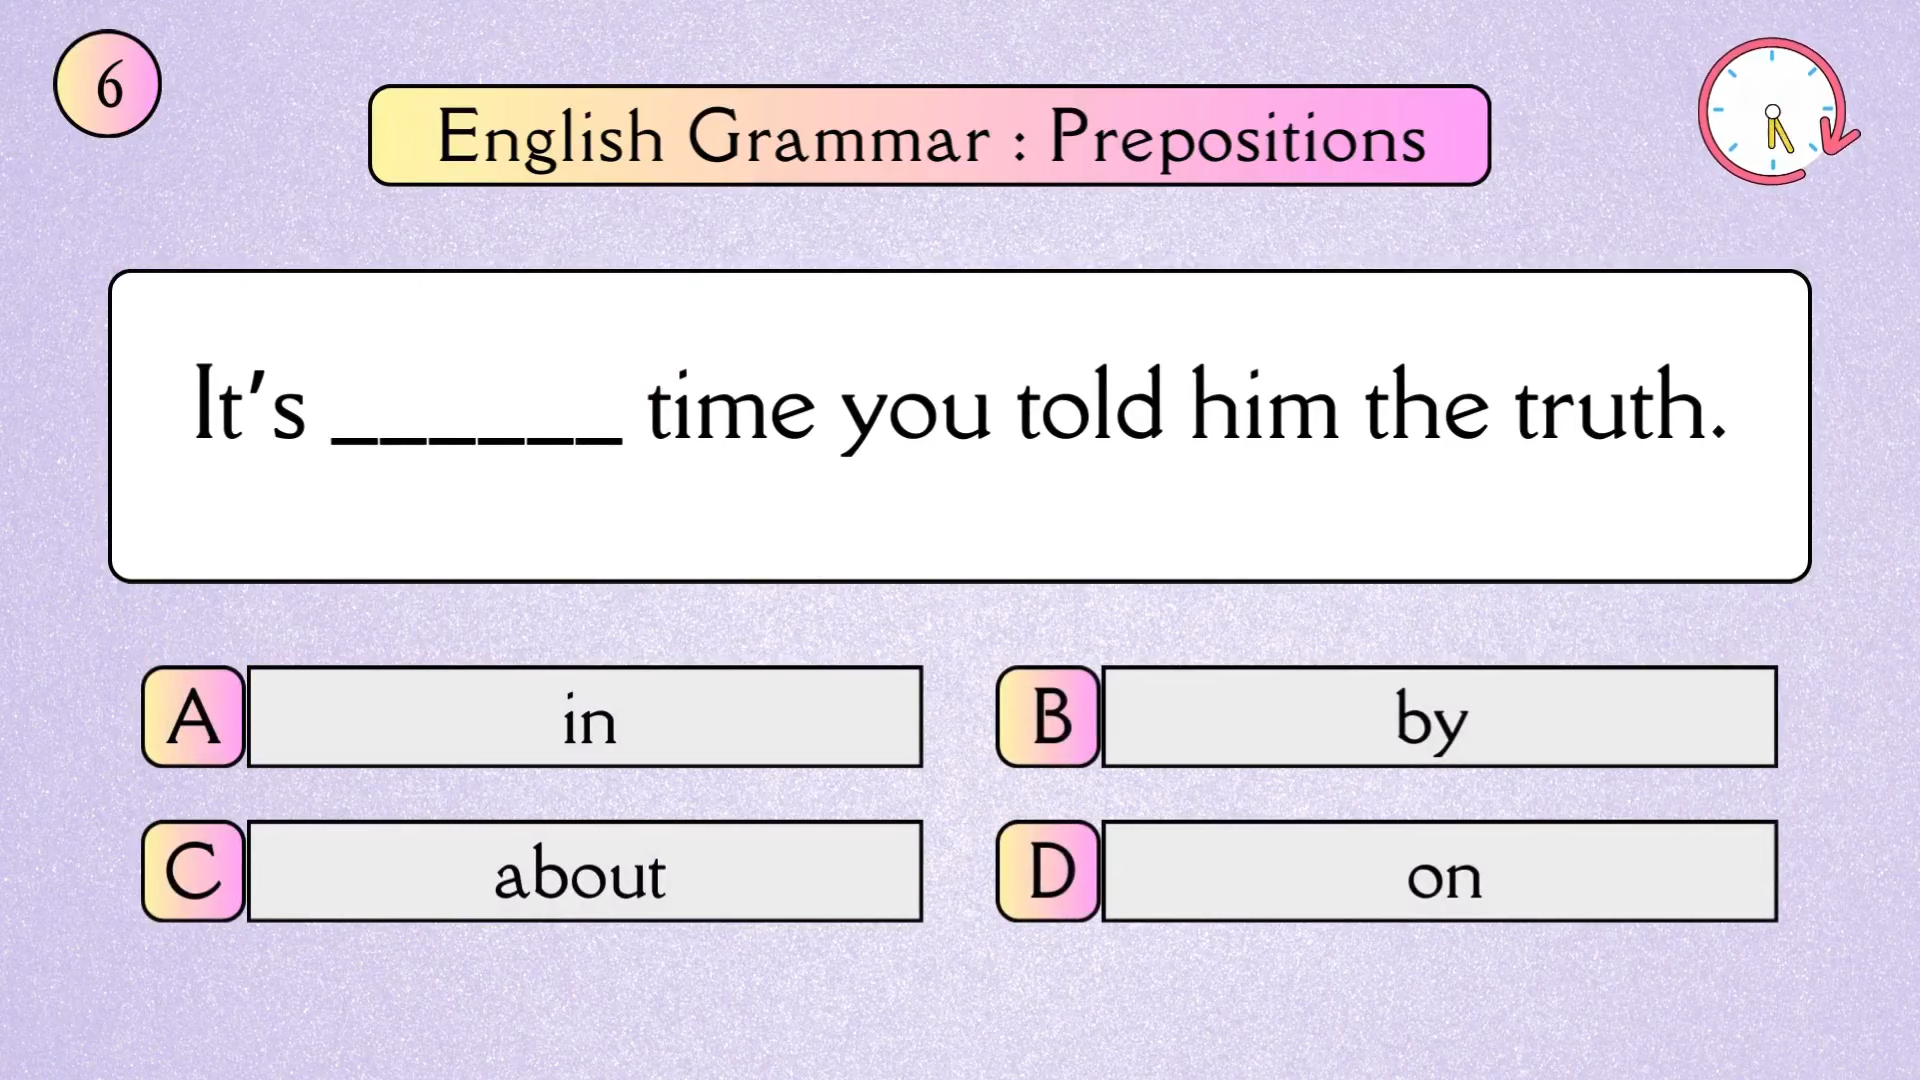 6
English Grammar : Prepositions
It's ______ time you told him the truth.
A in
B by
C about
D on